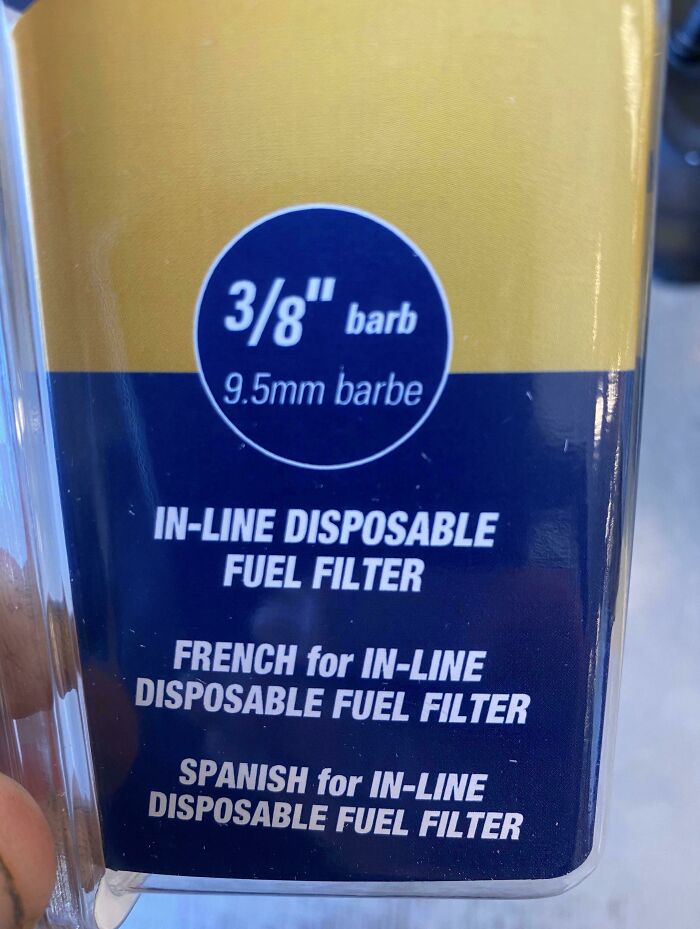 3/8" barb
9.5mm barbe
IN-LINE DISPOSABLE
FUEL FILTER
FRENCH for IN-LINE
DISPOSABLE FUEL FILTER
SPANISH for IN-LINE
DISPOSABLE FUEL FILTER